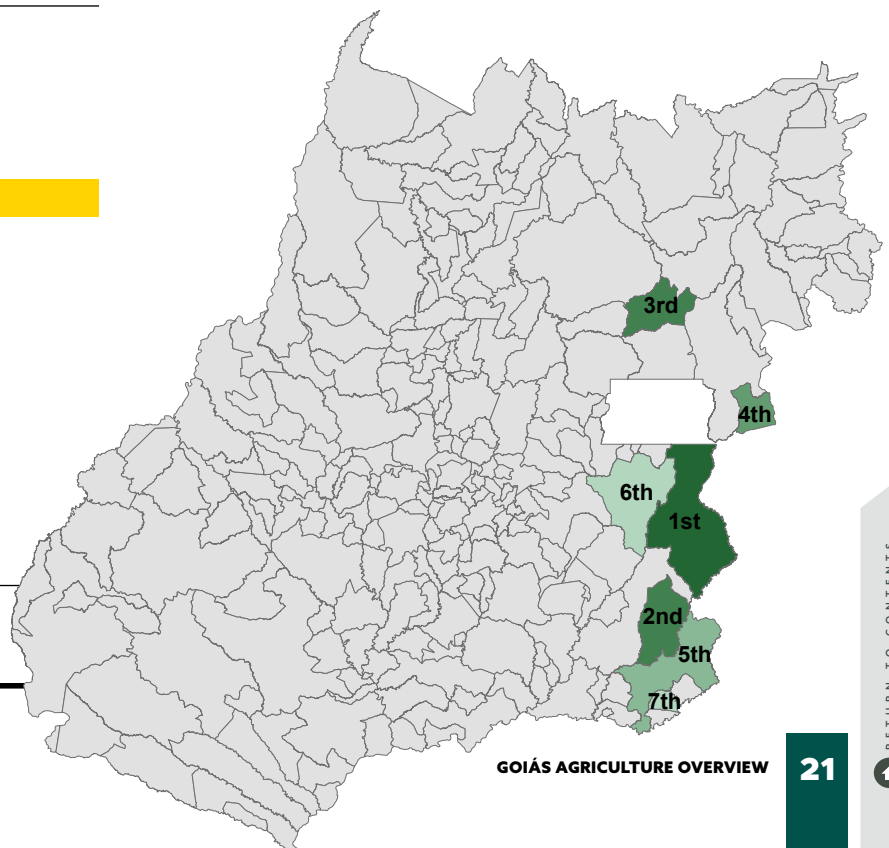 3rd
4th
6th
1st
2nd
5th
7th
GOIÁS AGRICULTURE OVERVIEW
21
RETURN TO CONTENTS